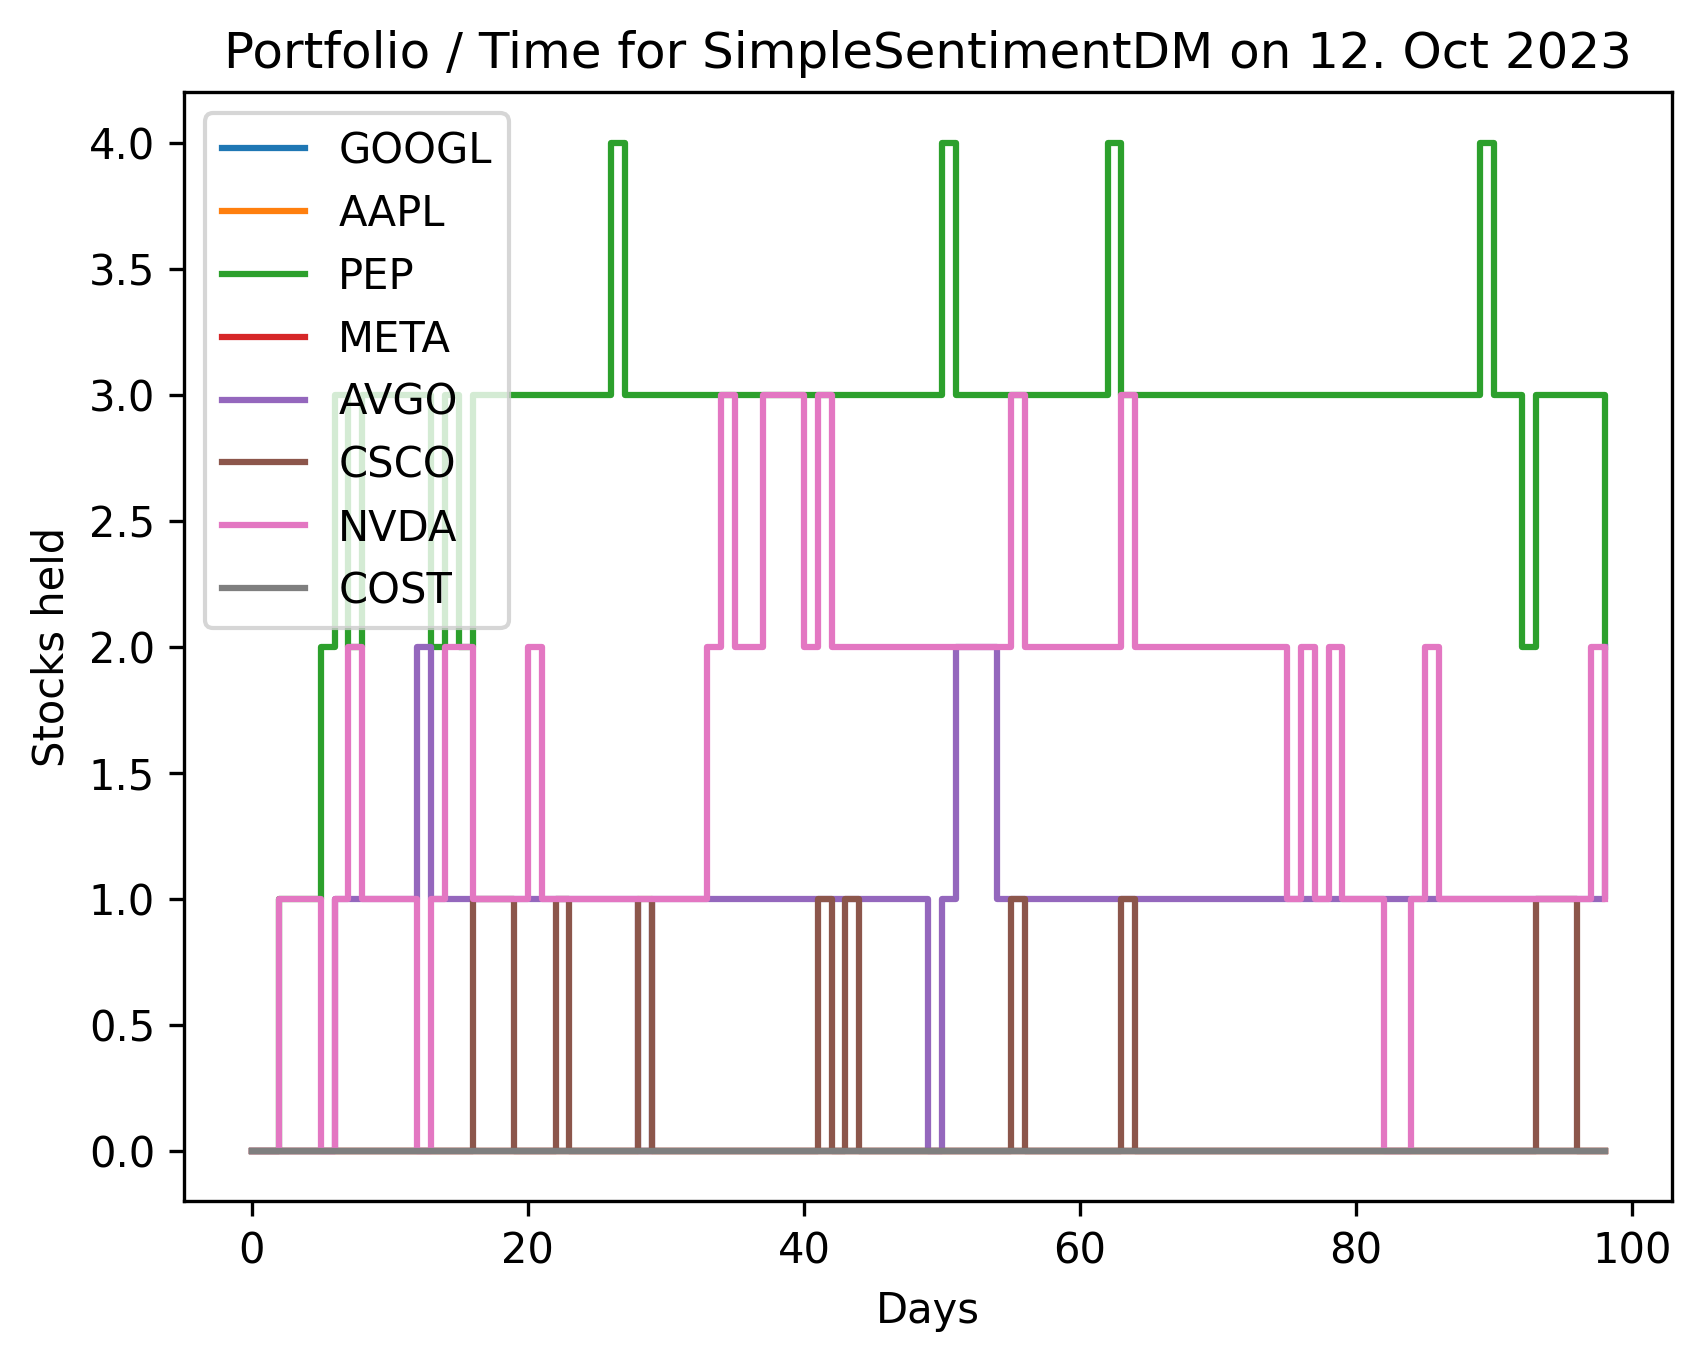 Portfolio / Time for SimpleSentimentDM on 12. Oct 2023
GOOGL
AAPL
PEP
META
AVGO
CSCO
NVDA
COST
4.0
3.5
3.0
2.5
2.0
1.5
1.0
0.5
0.0
Stocks held
0 20 40 60 80 100
Days